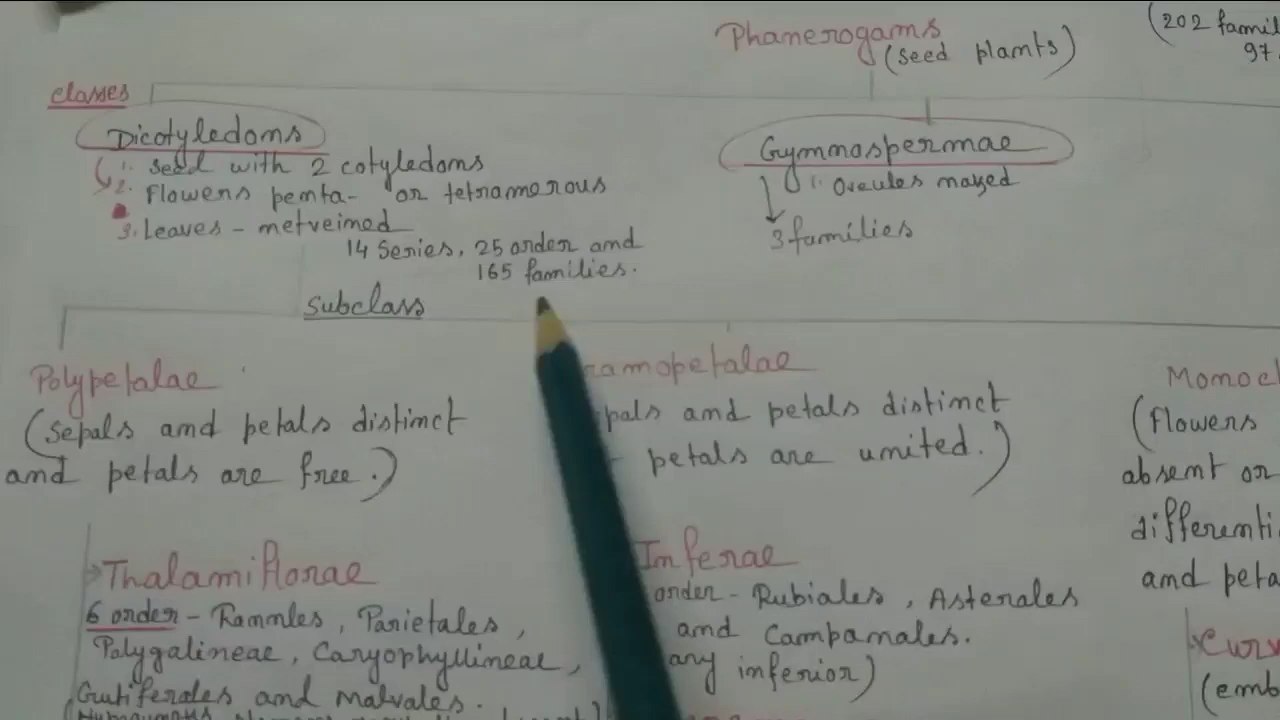 Phanerogams
(seed plants)
(202 famil
97.
classes
Dicotyledons
1. seed with 2 cotyledons
2. Flowers penta- or tetramerous
3. Leaves - netveined
14 Series, 25 order and
165 families.
Gymnospermae
1. Ovules naked
3 families
Subclass
Polypetalae
(sepals and petals distinct
and petals are free.)
amopetalae
pals and petals distinct
petals are united.)
Monoch
(flowers
absent or
differenti
and peta
Thalamiflorae
6 order - Rannles, Parietales,
Polygalineae, Caryophyllineae,
Gutiferales and malvales.
Inferae
order - Rubiales, Asterales
and Campanales.
ary inferior)
Curv
(emb